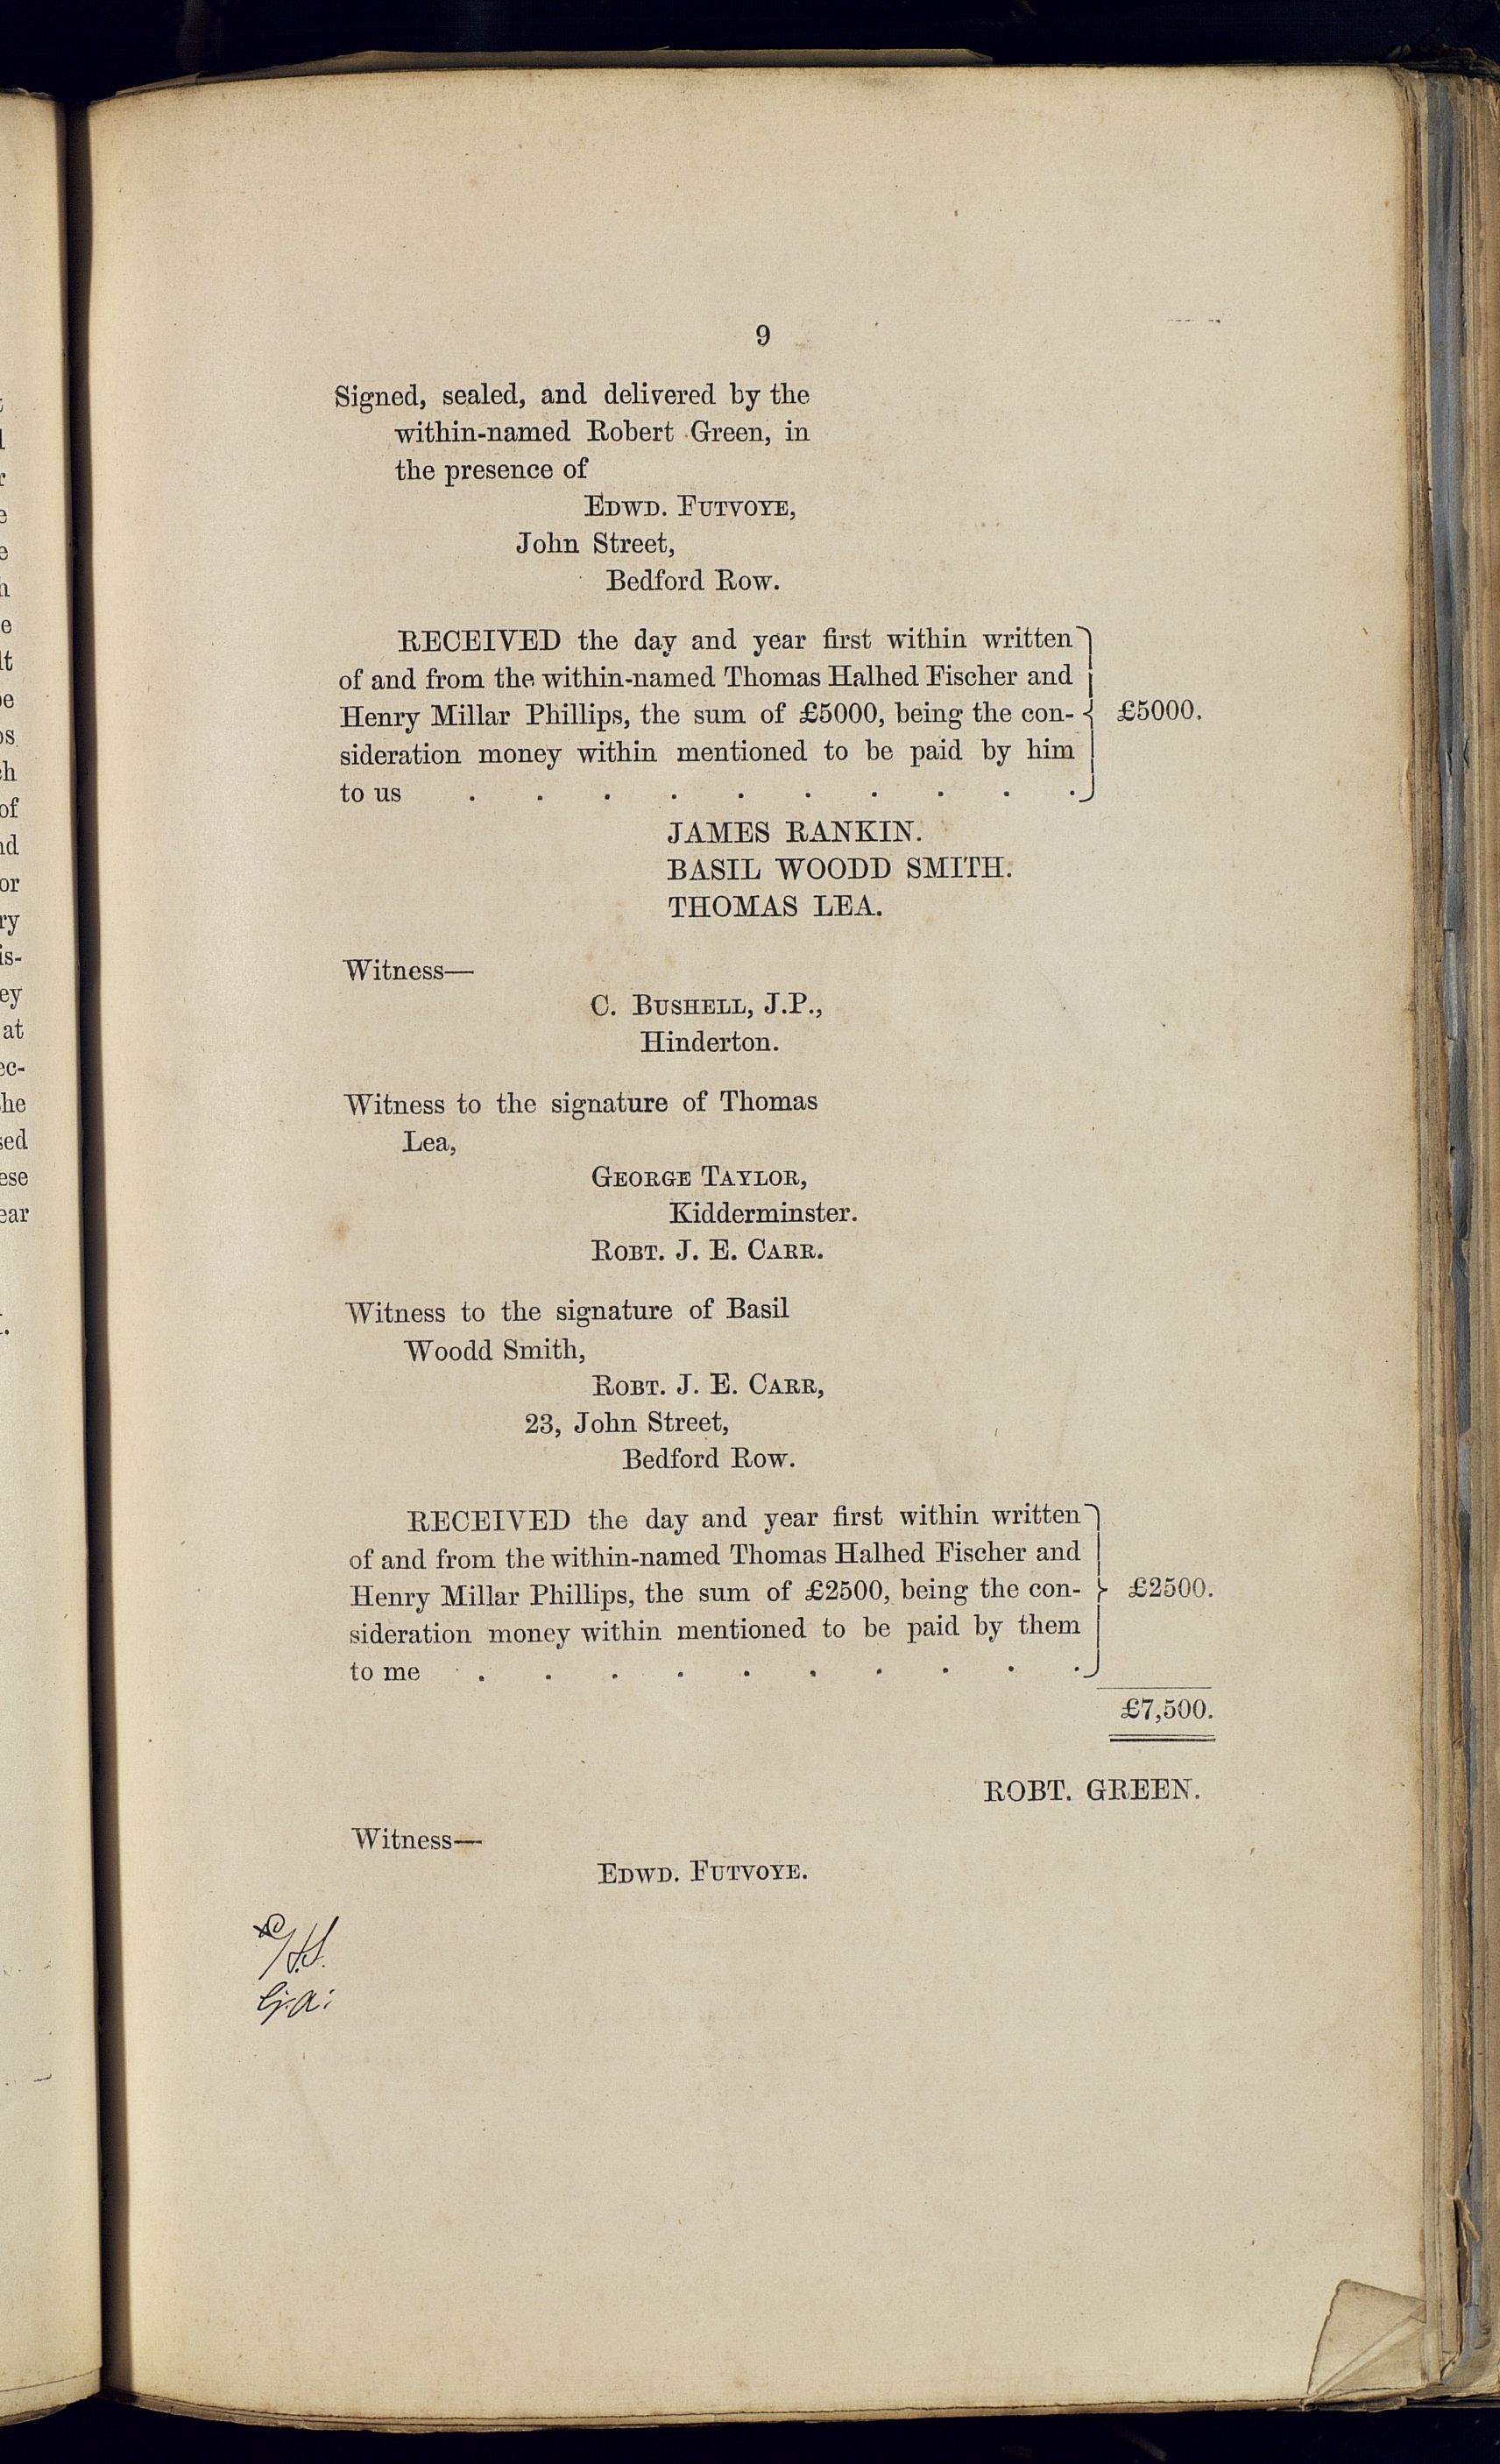 9
Signed, sealed, and delivered by the
within-named Robert Green, in
the presence of
EDWD. FUTVOYE,
John Street,
Bedford Row.
RECEIVED the day and year first within written
of and from the within-named Thomas Halhed Fischer and
Henry Millar Phillips, the sum of £5000, being the con- £5000.
sideration money within mentioned to be paid by him
to us . . . . . . . . . .
JAMES RANKIN.
BASIL WOODD SMITH.
THOMAS LEA.
Witness—
C. BUSHELL, J.P.,
Hinderton.
Witness to the signature of Thomas
Lea,
GEORGE TAYLOR,
Kidderminster.
ROBT. J. E. CARR.
Witness to the signature of Basil
Woodd Smith,
ROBT. J. E. CARR,
23, John Street,
Bedford Row.
RECEIVED the day and year first within written
of and from the within-named Thomas Halhed Fischer and
Henry Millar Phillips, the sum of £2500, being the con- £2500.
sideration money within mentioned to be paid by them
to me . . . . . . . . . .
£7,500.
ROBT. GREEN.
Witness—
EDWD. FUTVOYE.